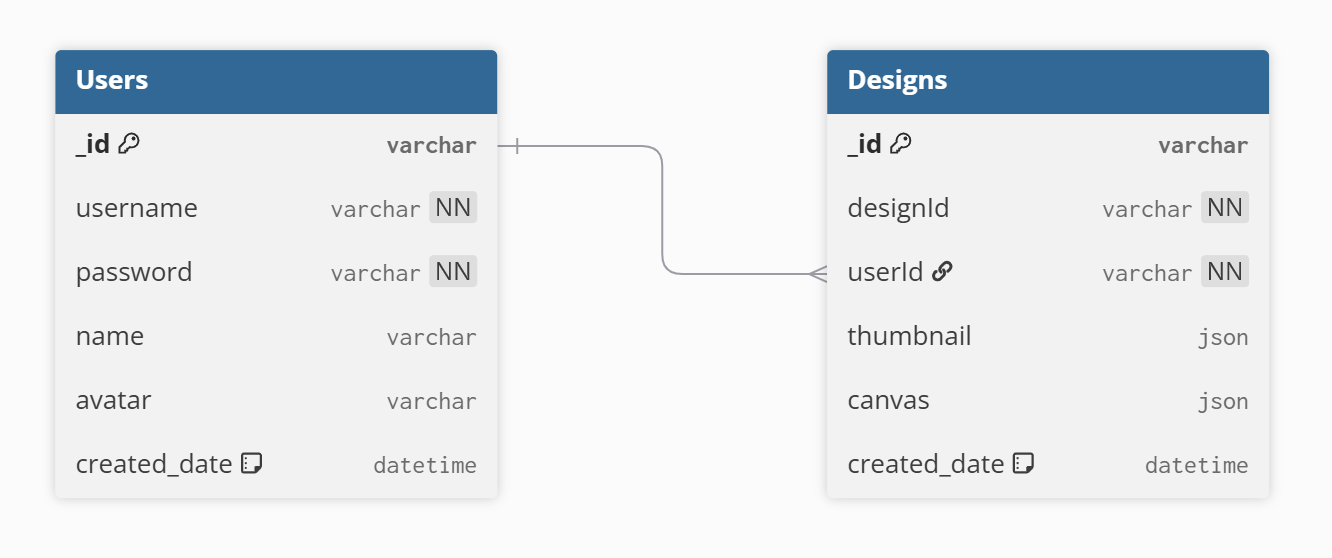 Users
_id varchar
username varchar NN
password varchar NN
name varchar
avatar varchar
created_date datetime
Designs
_id varchar
designId varchar NN
userId varchar NN
thumbnail json
canvas json
created_date datetime